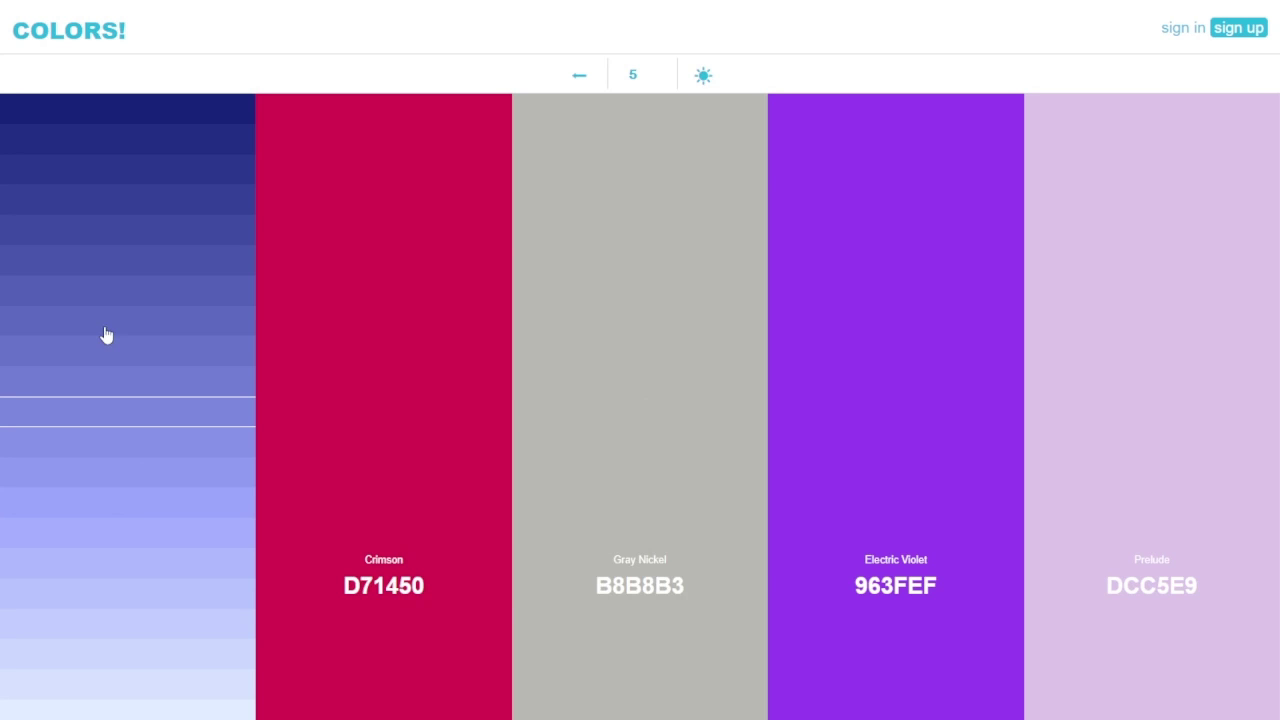 COLORS!
sign in sign up
5
Crimson
D71450
Gray Nickel
B8B8B3
Electric Violet
963FEF
Prelude
DCC5E9